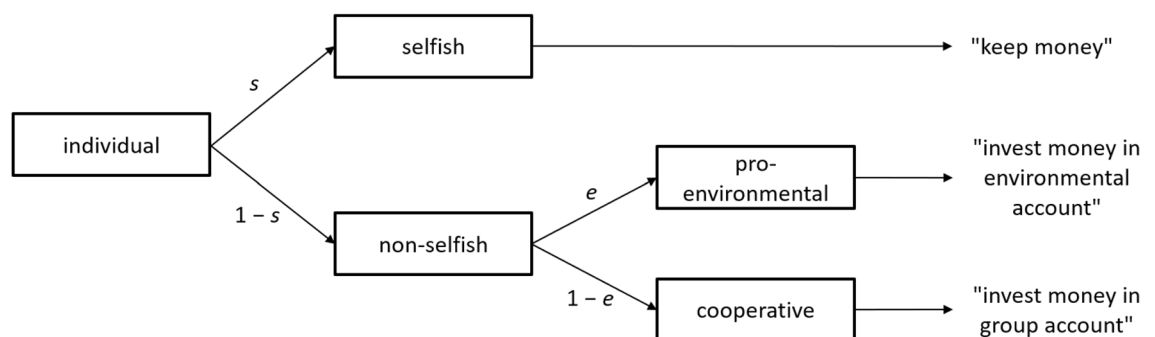 selfish
"keep money"
s
individual
"invest money in
environmental
account"
pro-
environmental
e
1 − s
non-selfish
1 − e
cooperative
"invest money in
group account"